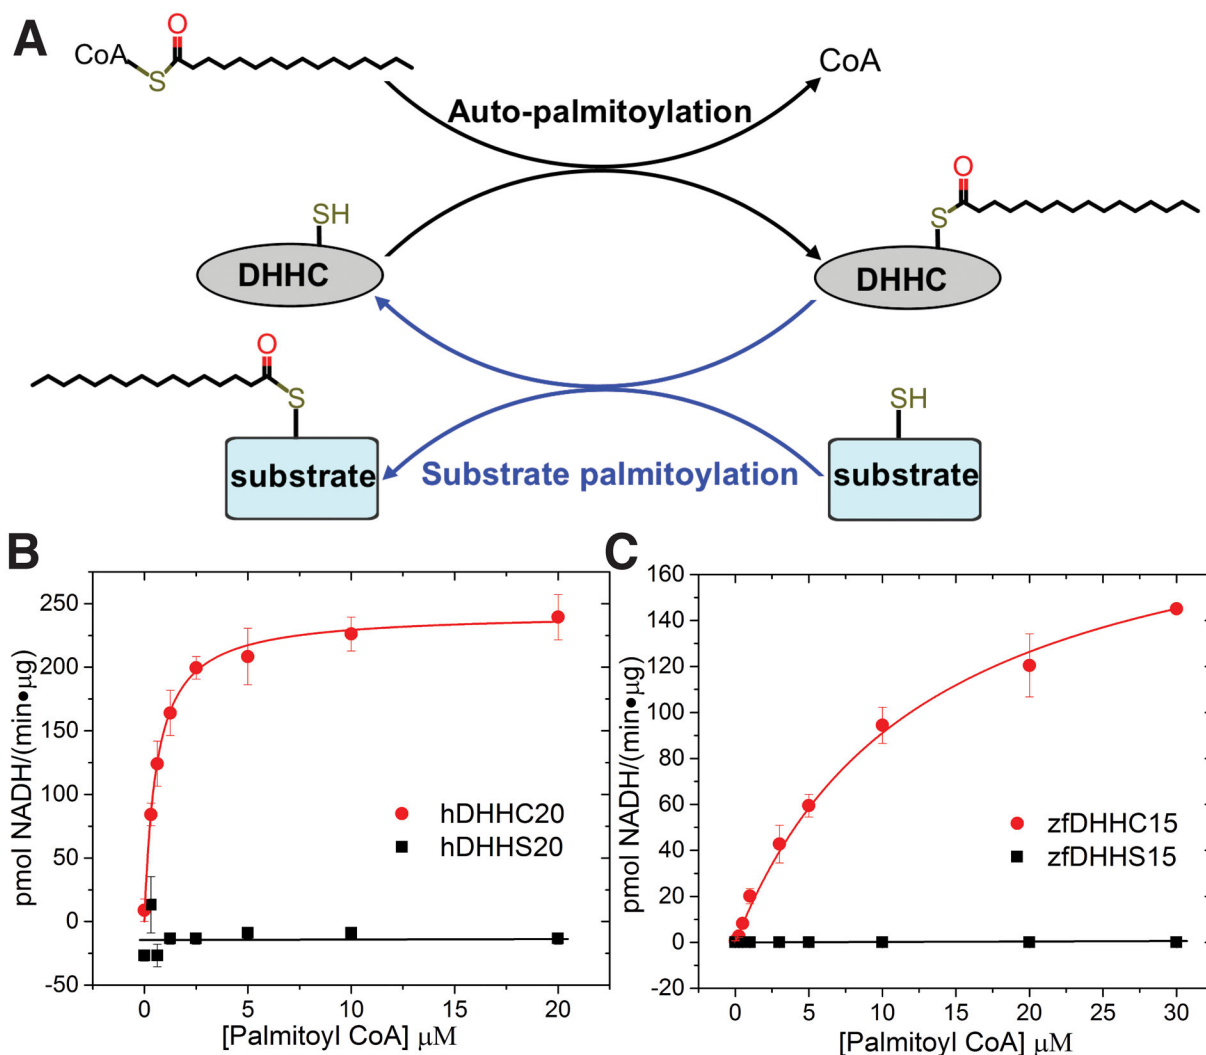 A
CoA
S
O
Auto-palmitoylation
CoA
SH
DHHC
O
S
DHHC
O
S
substrate
Substrate palmitoylation
SH
substrate
B
pmol NADH/(min•μg)
250
200
150
100
50
0
-50
hDHHC20
hDHHS20
0 5 10 15 20
[Palmitoyl CoA] μM
C
pmol NADH/(min•μg)
160
140
120
100
80
60
40
20
0
-20
zfDHHC15
zfDHHS15
0 5 10 15 20 25 30
[Palmitoyl CoA] μM